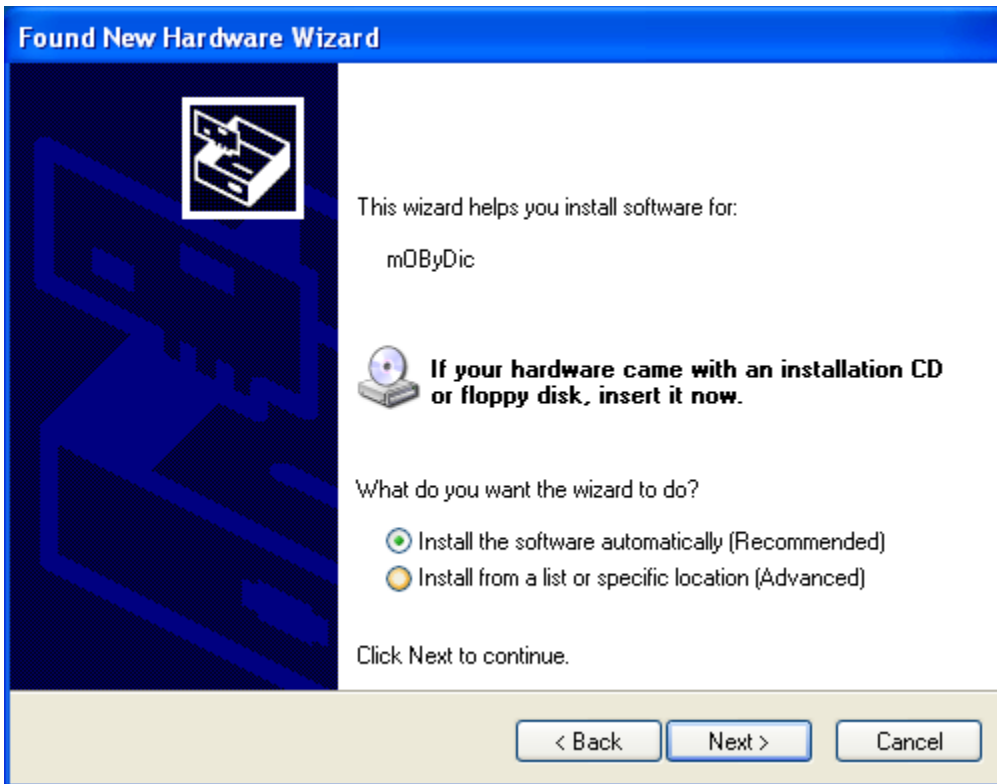 Found New Hardware Wizard
This wizard helps you install software for:
mOByDic
If your hardware came with an installation CD
or floppy disk, insert it now.
What do you want the wizard to do?
Install the software automatically (Recommended)
Install from a list or specific location (Advanced)
Click Next to continue.
< Back Next > Cancel